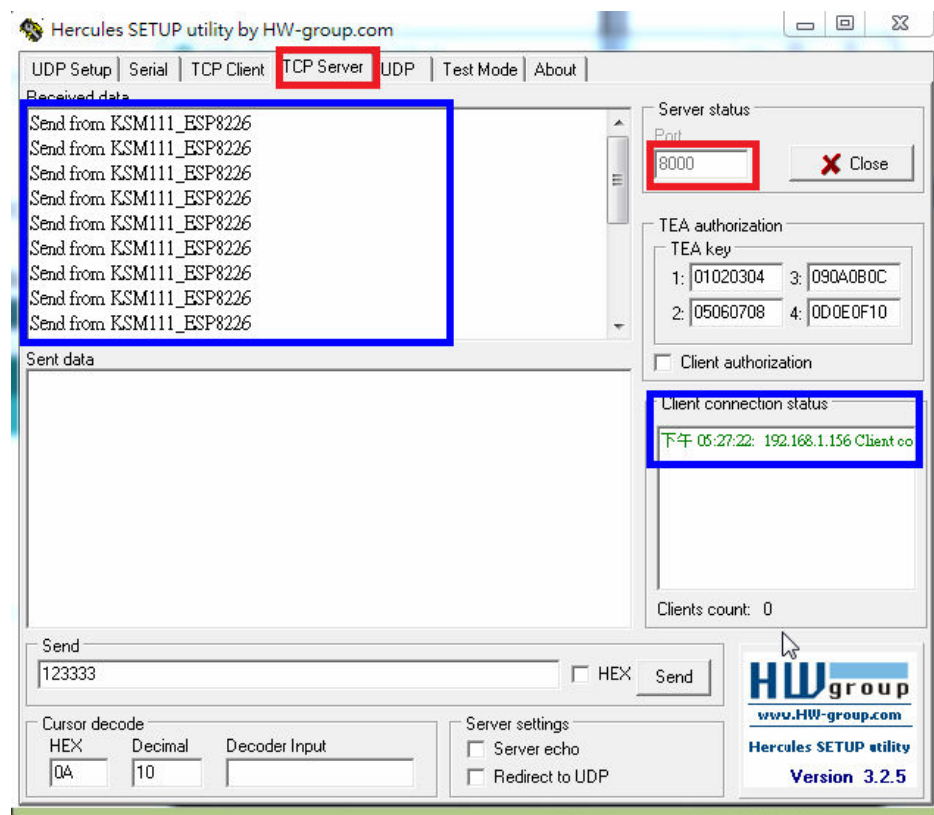 Hercules SETUP utility by HW-group.com
UDP Setup Serial TCP Client TCP Server UDP Test Mode About
Received data
Send from KSM111_ESP8226
Send from KSM111_ESP8226
Send from KSM111_ESP8226
Send from KSM111_ESP8226
Send from KSM111_ESP8226
Send from KSM111_ESP8226
Send from KSM111_ESP8226
Send from KSM111_ESP8226
Send from KSM111_ESP8226
Server status
Port
8000 Close
TEA authorization
TEA key
1: 01020304 3: 090A0B0C
2: 05060708 4: 0D0E0F10
Client authorization
Sent data
Client connection status
下午 05:27:22: 192.168.1.156 Client co
Clients count: 0
Send
123333 HEX Send
Cursor decode
HEX Decimal Decoder Input
0A 10
Server settings
Server echo
Redirect to UDP
HWgroup
www.HW-group.com
Hercules SETUP utility
Version 3.2.5